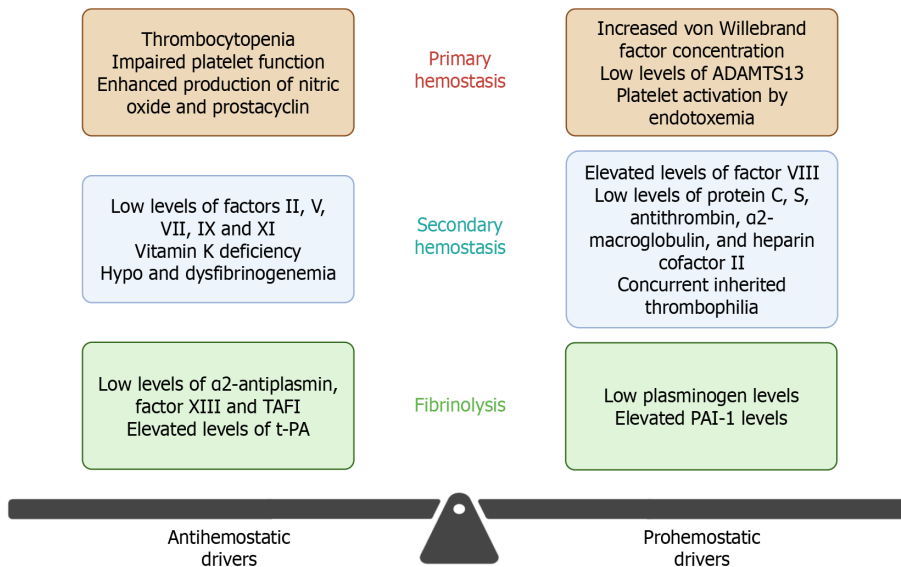 Thrombocytopenia
Impaired platelet function
Enhanced production of nitric
oxide and prostacyclin
Primary
hemostasis
Increased von Willebrand
factor concentration
Low levels of ADAMTS13
Platelet activation by
endotoxemia
Low levels of factors II, V,
VII, IX and XI
Vitamin K deficiency
Hypo and dysfibrinogenemia
Secondary
hemostasis
Elevated levels of factor VIII
Low levels of protein C, S,
antithrombin, α2-
macroglobulin, and heparin
cofactor II
Concurrent inherited
thrombophilia
Low levels of α2-antiplasmin,
factor XIII and TAFI
Elevated levels of t-PA
Fibrinolysis
Low plasminogen levels
Elevated PAI-1 levels
Antihemostatic
drivers
Prohemostatic
drivers